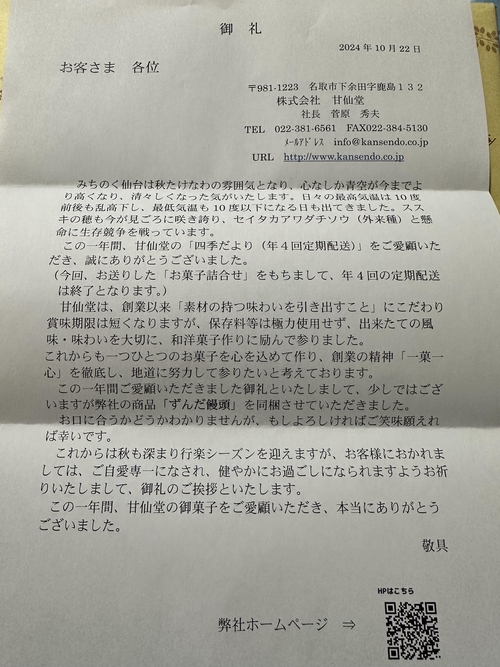 御　礼
2024年10月22日
お客さま　各位
〒981-1223　名取市下余田字鹿島１３２
株式会社　甘仙堂
社長　菅原　秀夫
TEL　022-381-6561　FAX022-384-5130
ﾒｰﾙｱﾄﾞﾚｽ　info@kansendo.co.jp
URL　http://www.kansendo.co.jp
みちのく仙台は秋たけなわの雰囲気となり、心なしか青空が今までよ
り高くなり、清々しくなった気がいたします。日々の最高気温は10度
前後も乱高下し、最低気温も10度以下になる日も出てきました。スス
キの穂も今が見ごろに咲き誇り、セイタカアワダチソウ（外来種）と懸
命に生存競争を戦っています。
この一年間、甘仙堂の「四季だより（年４回定期配送）」をご愛顧いた
だき、誠にありがとうございました。
（今回、お送りした「お菓子詰合せ」をもちまして、年４回の定期配送
は終了となります。）
甘仙堂は、創業以来「素材の持つ味わいを引き出すこと」にこだわり
賞味期限は短くなりますが、保存料等は極力使用せず、出来たての風
味・味わいを大切に、和洋菓子作りに励んで参りました。
これからも一つひとつのお菓子を心を込めて作り、創業の精神「一菓一
心」を徹底し、地道に努力して参りたいと考えております。
この一年間ご愛顧いただきました御礼といたしまして、少しではござ
いますが弊社の商品「ずんだ饅頭」を同梱させていただきました。
お口に合うかどうかわかりませんが、もしよろしければご笑味願えれ
ば幸いです。
これからは秋も深まり行楽シーズンを迎えますが、お客様におかれま
しては、ご自愛専一になされ、健やかにお過ごしになられますようお祈
りいたしまして、御礼のご挨拶といたします。
この一年間、甘仙堂の御菓子をご愛顧いただき、本当にありがとう
ございました。
敬具
HPはこちら
弊社ホームページ　⇒